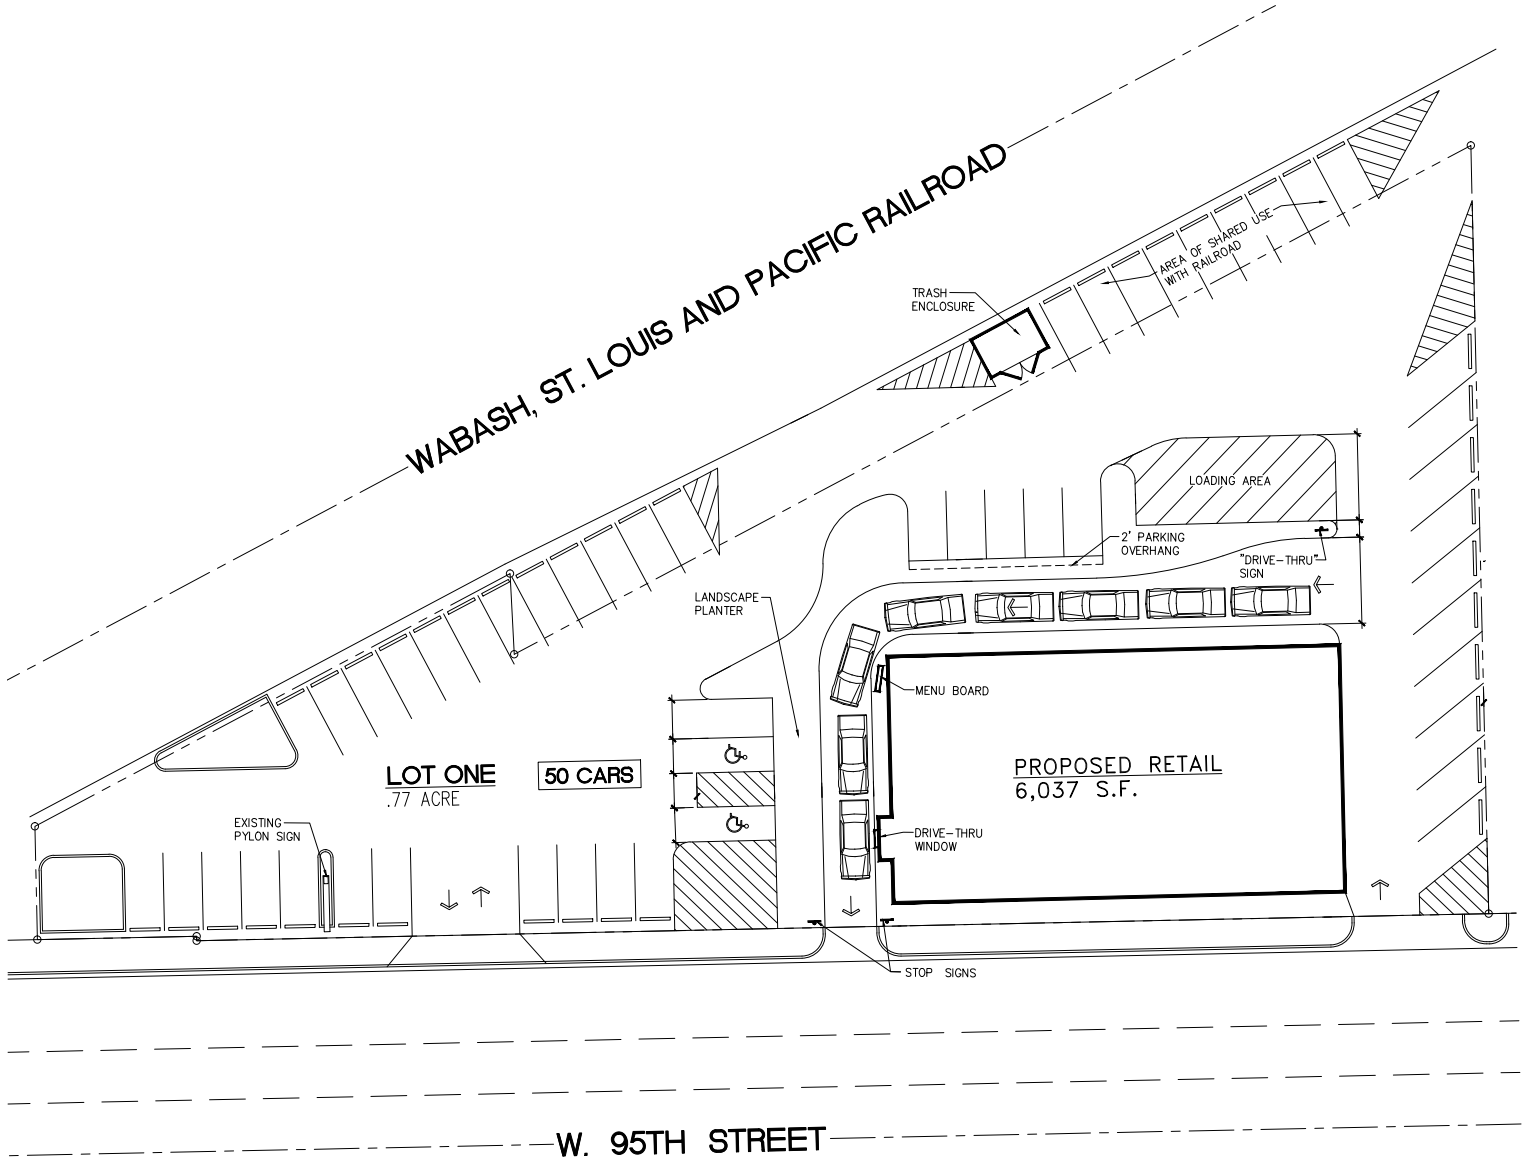 WABASH, ST. LOUIS AND PACIFIC RAILROAD
AREA OF SHARED USE
WITH RAILROAD
TRASH
ENCLOSURE
LOADING AREA
2' PARKING
OVERHANG
"DRIVE-THRU"
SIGN
LANDSCAPE
PLANTER
MENU BOARD
LOT ONE
.77 ACRE
50 CARS
PROPOSED RETAIL
6,037 S.F.
EXISTING
PYLON SIGN
DRIVE-THRU
WINDOW
STOP SIGNS
W. 95TH STREET